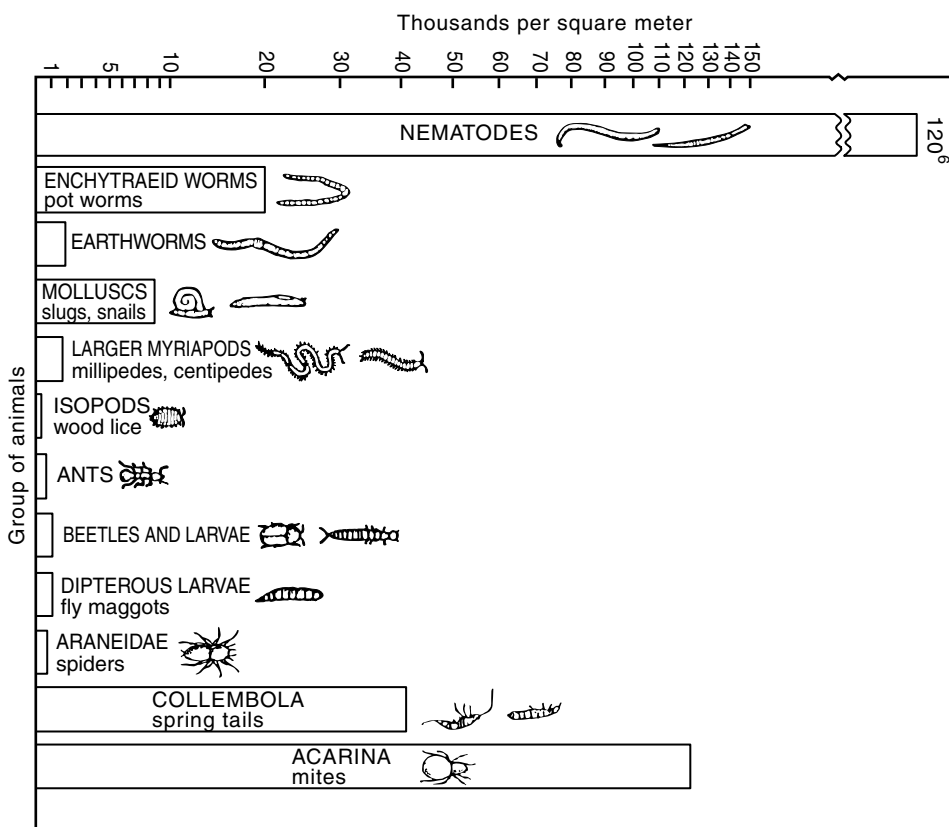 Thousands per square meter
1 5 10 20 30 40 50 60 70 80 90 100 110 120 130 140 150
NEMATODES
120⁶
ENCHYTRAEID WORMS
pot worms
EARTHWORMS
MOLLUSCS
slugs, snails
LARGER MYRIAPODS
millipedes, centipedes
ISOPODS
wood lice
ANTS
BEETLES AND LARVAE
DIPTEROUS LARVAE
fly maggots
ARANEIDAE
spiders
COLLEMBOLA
spring tails
ACARINA
mites
Group of animals